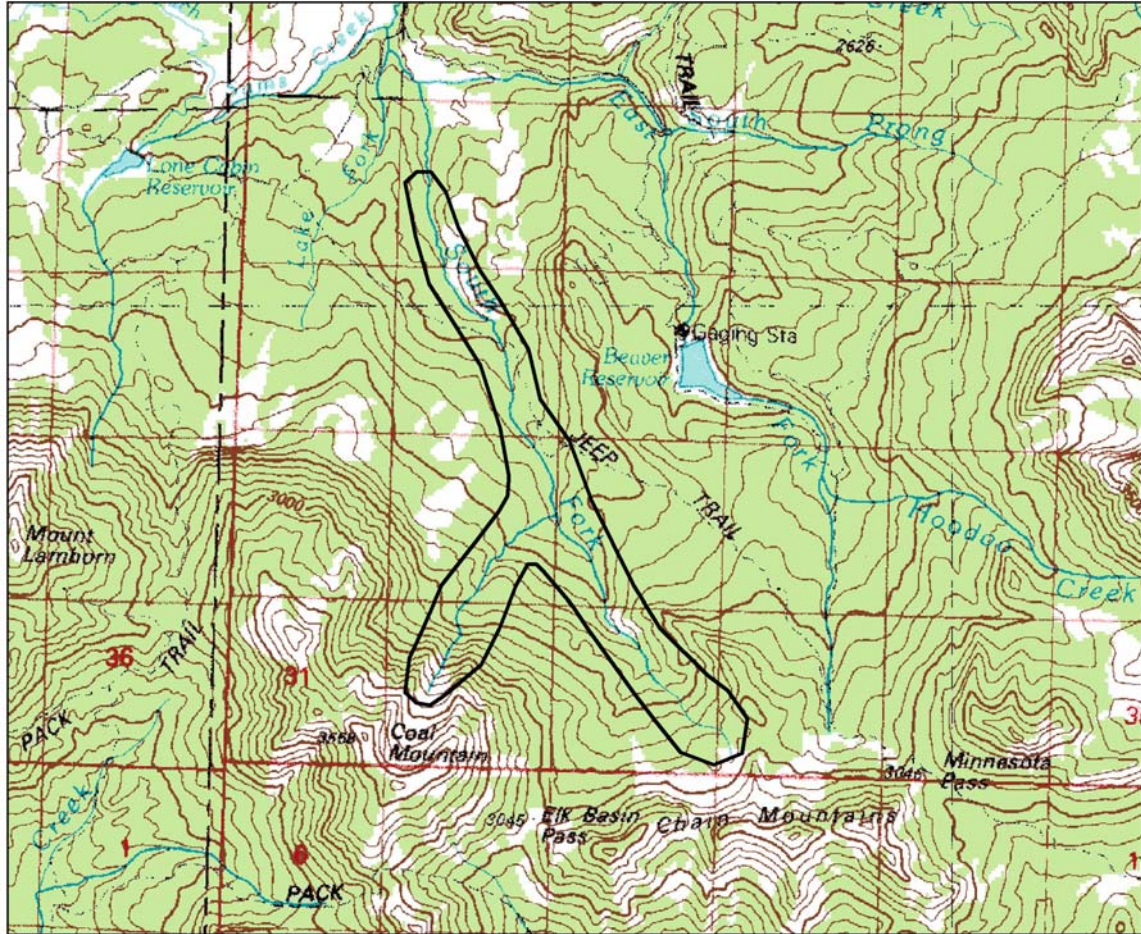 Creek
2626
TRAIL
Creek
East
South
Prong
Fork
Lone Cabin
Reservoir
Lake
South
Gaging Sta
Beaver
Reservoir
JEEP
Fork
3000
TRAIL
Fork
Hoodoo
Mount
Lamborn
Creek
TRAIL
36
31
PACK
3568
Coal
Mountain
Minnesota
3046
Pass
3045
Elk Basin
Pass
Chain Mountains
Creek
1
6
PACK